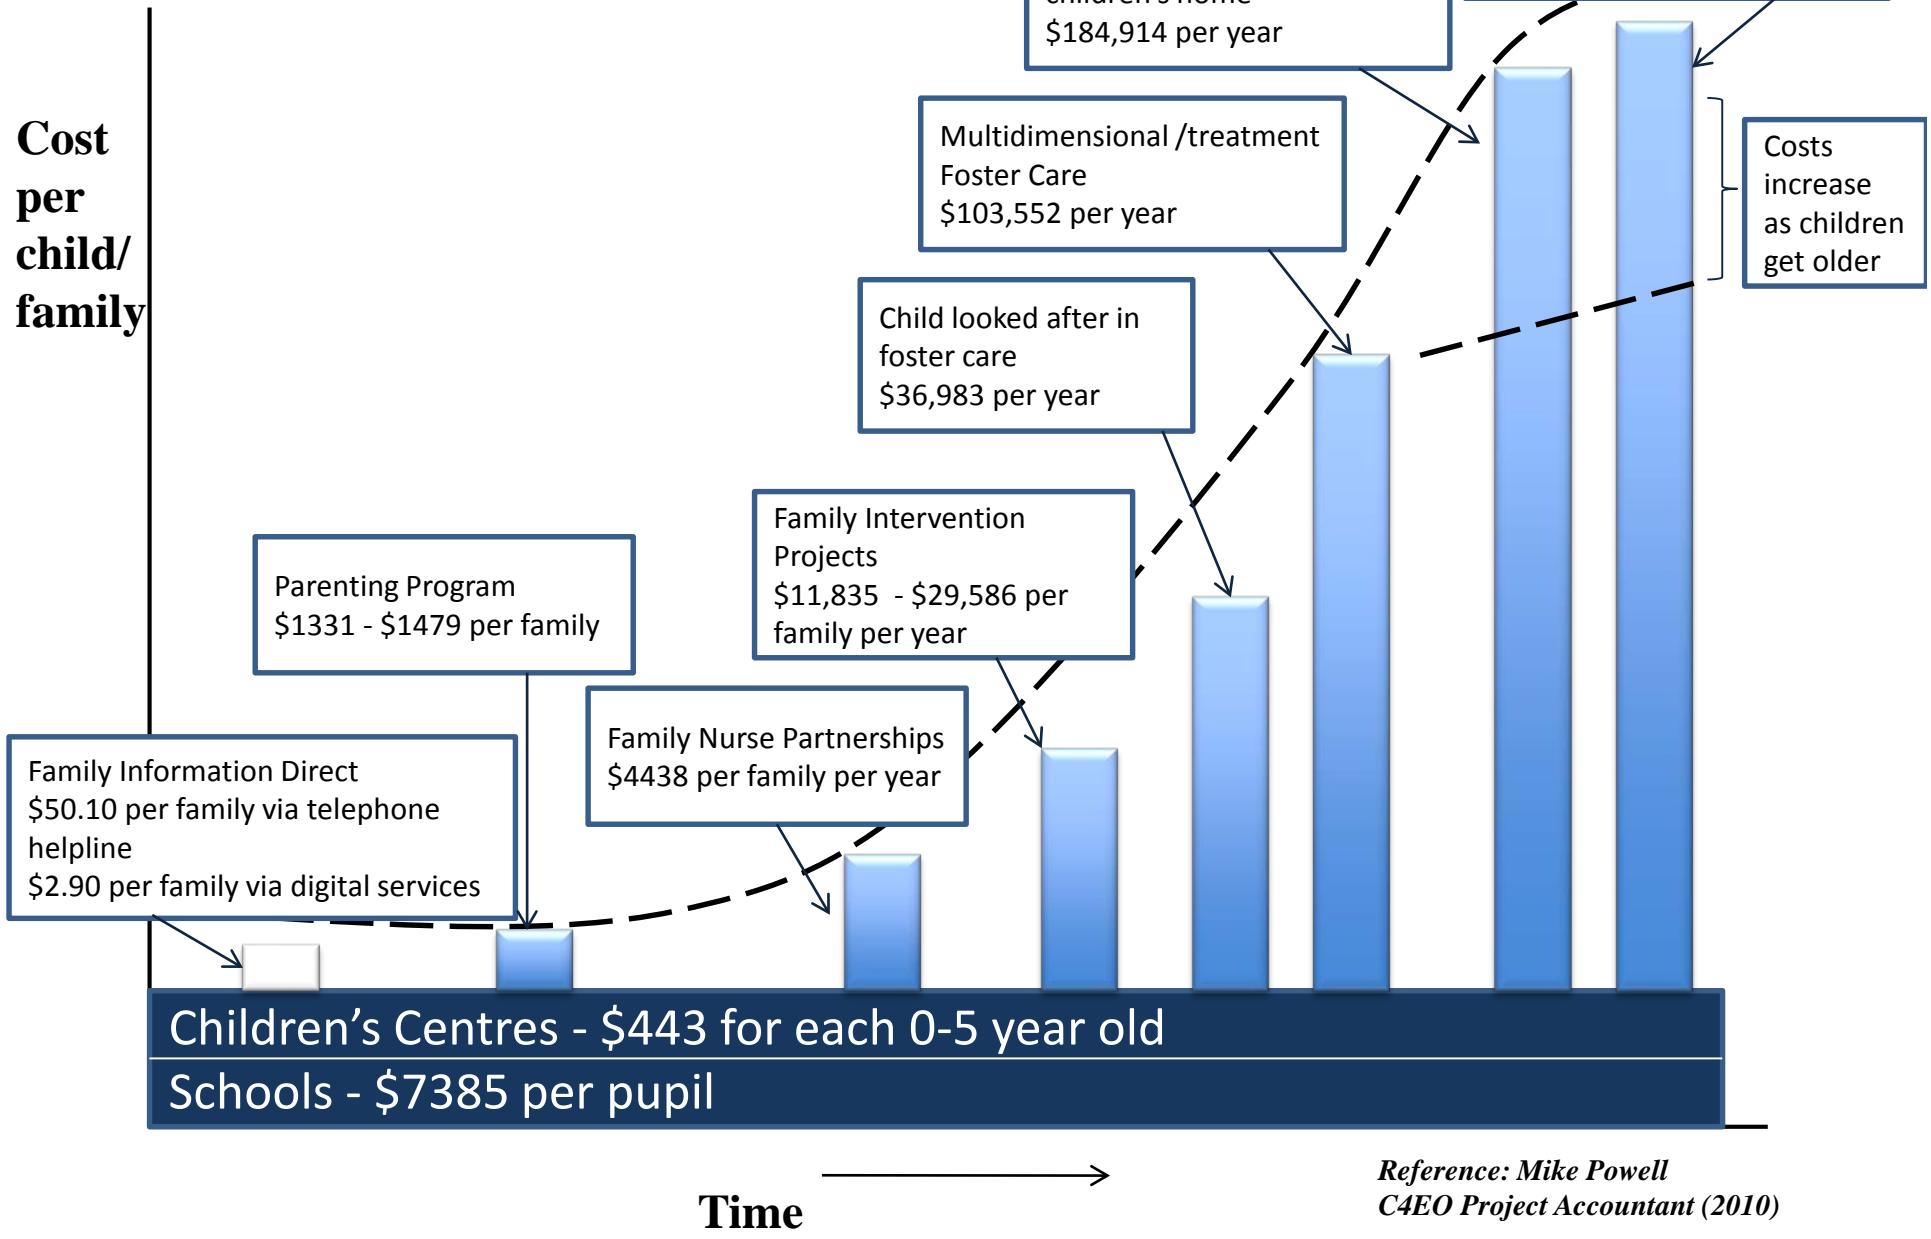 children's home
$184,914 per year
Cost
per
child/
family
Multidimensional /treatment
Foster Care
$103,552 per year
Costs
increase
as children
get older
Child looked after in
foster care
$36,983 per year
Family Intervention
Projects
$11,835  - $29,586 per
family per year
Parenting Program
$1331 - $1479 per family
Family Nurse Partnerships
$4438 per family per year
Family Information Direct
$50.10 per family via telephone
helpline
$2.90 per family via digital services
Children’s Centres - $443 for each 0-5 year old
Schools - $7385 per pupil
Time
Reference: Mike Powell
C4EO Project Accountant (2010)